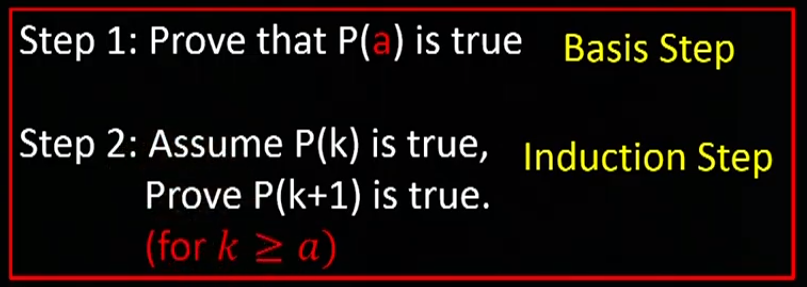 Step 1: Prove that P(a) is true Basis Step
Step 2: Assume P(k) is true, Induction Step
Prove P(k+1) is true.
(for k ≥ a)